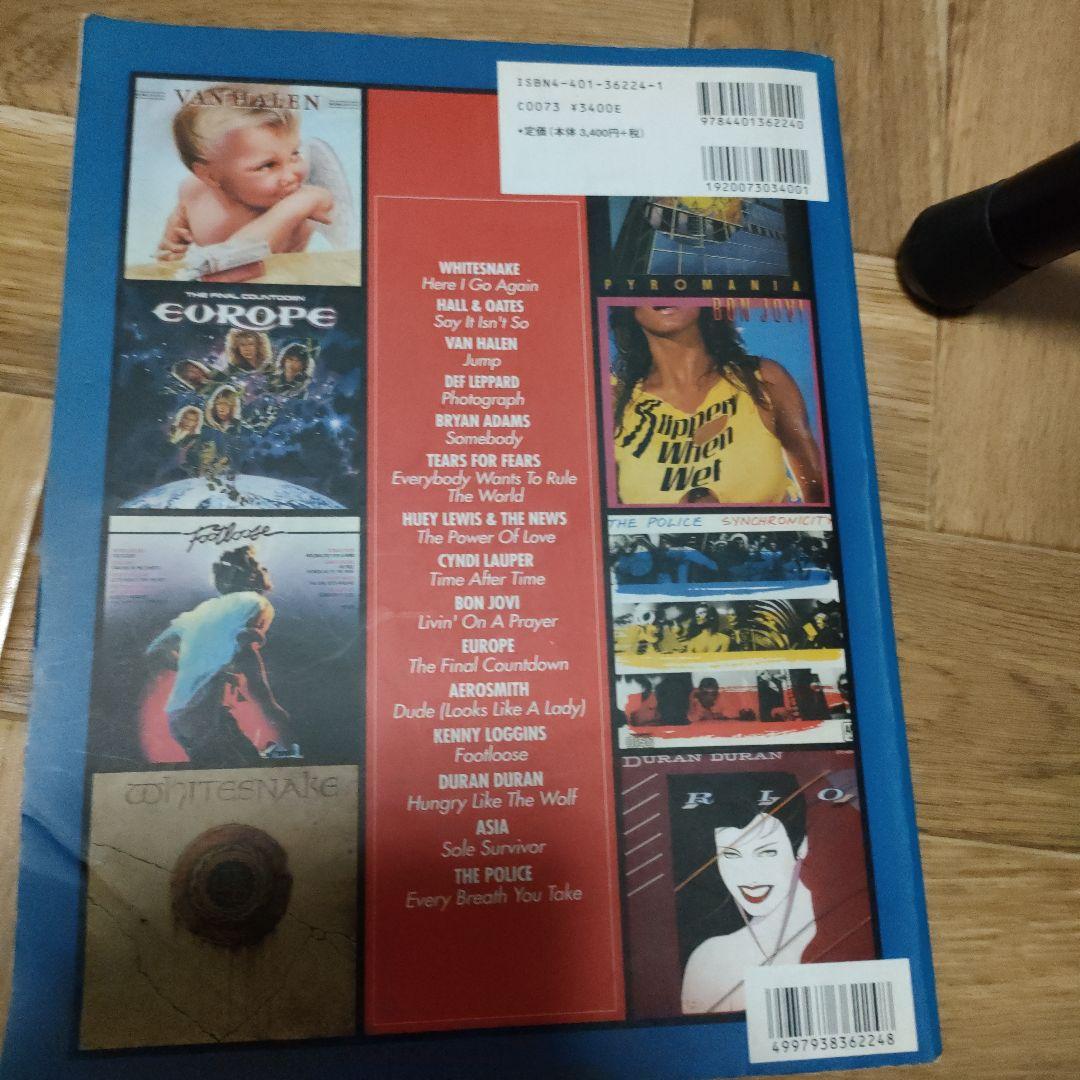 ISBN4-401-36224-1
C0073 ¥3400E
•定価(本体 3,400円+税)
9784401362240
1920073034001
VAN HALEN
THE FINAL COUNTDOWN
EUROPE
Footloose
WHITESNAKE
WHITESNAKE
Here I Go Again
HALL & OATES
Say It Isn't So
VAN HALEN
Jump
DEF LEPPARD
Photograph
BRYAN ADAMS
Somebody
TEARS FOR FEARS
Everybody Wants To Rule
The World
HUEY LEWIS & THE NEWS
The Power Of Love
CYNDI LAUPER
Time After Time
BON JOVI
Livin' On A Prayer
EUROPE
The Final Countdown
AEROSMITH
Dude (Looks Like A Lady)
KENNY LOGGINS
Footloose
DURAN DURAN
Hungry Like The Wolf
ASIA
Sole Survivor
THE POLICE
Every Breath You Take
PYROMANIA
BON JOVI
Slippery
When
Wet
THE POLICE SYNCHRONICITY
DURAN DURAN
RIO
4997938362248